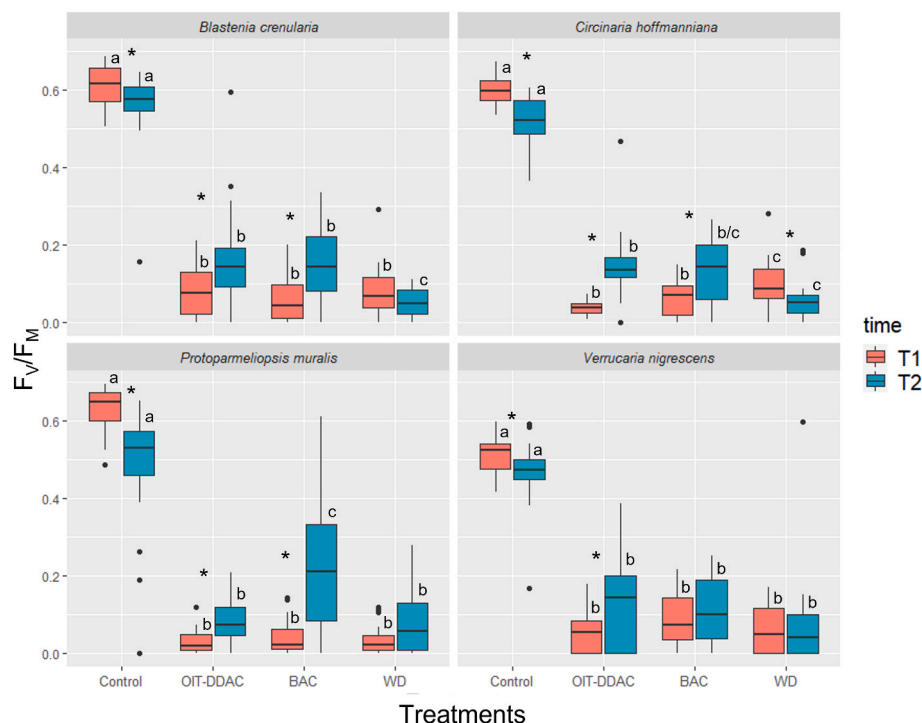 Blastenia crenularia
Circinaria hoffmanniana
0.6
0.4
0.2
0.0
a * a
* b b
* b b
b c
a * a
* b b
* b b/c
c * c
Protoparmeliopsis muralis
Verrucaria nigrescens
0.6
0.4
0.2
0.0
a * a
* b b
* b c
b b
a * a
* b b
b b
b b
Control OIT-DDAC BAC WD
Control OIT-DDAC BAC WD
FV/FM
Treatments
time
T1
T2